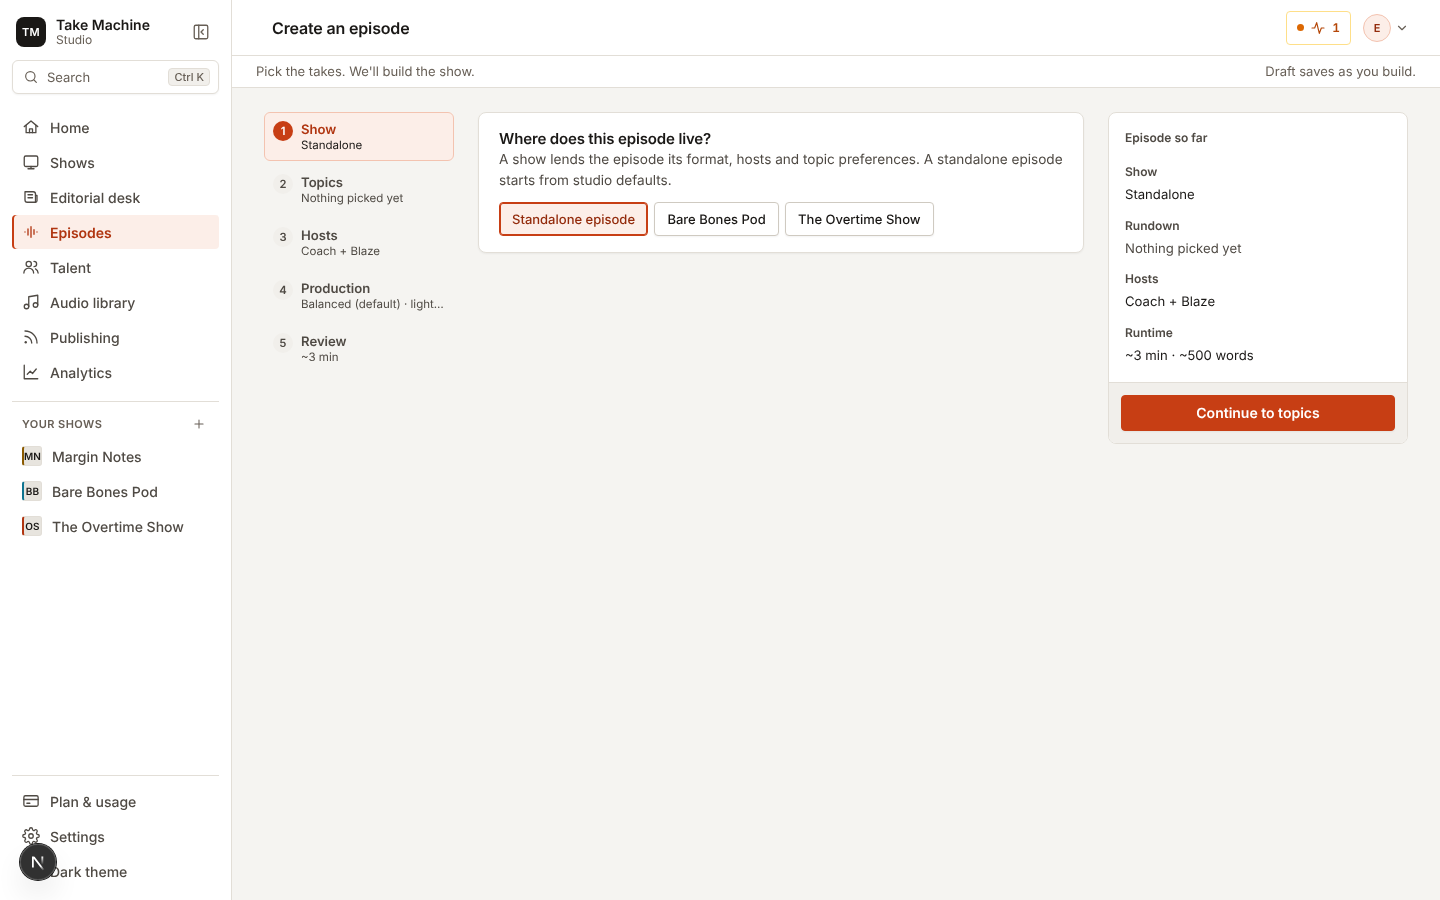 TM
Take Machine
Studio
Search
Ctrl K
Home
Shows
Editorial desk
Episodes
Talent
Audio library
Publishing
Analytics
YOUR SHOWS
MN
Margin Notes
BB
Bare Bones Pod
OS
The Overtime Show
Plan & usage
Settings
N
Dark theme
Create an episode
1
E
Pick the takes. We'll build the show.
Draft saves as you build.
1
Show
Standalone
2
Topics
Nothing picked yet
3
Hosts
Coach + Blaze
4
Production
Balanced (default) · light...
5
Review
~3 min
Where does this episode live?
A show lends the episode its format, hosts and topic preferences. A standalone episode
starts from studio defaults.
Standalone episode
Bare Bones Pod
The Overtime Show
Episode so far
Show
Standalone
Rundown
Nothing picked yet
Hosts
Coach + Blaze
Runtime
~3 min · ~500 words
Continue to topics